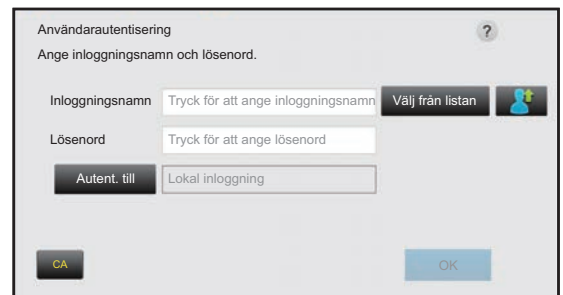 Användarautentisering
?
Ange inloggningsnamn och lösenord.
Inloggningsnamn Tryck för att ange inloggningsnamn Välj från listan
Lösenord Tryck för att ange lösenord
Autent. till Lokal inloggning
CA OK